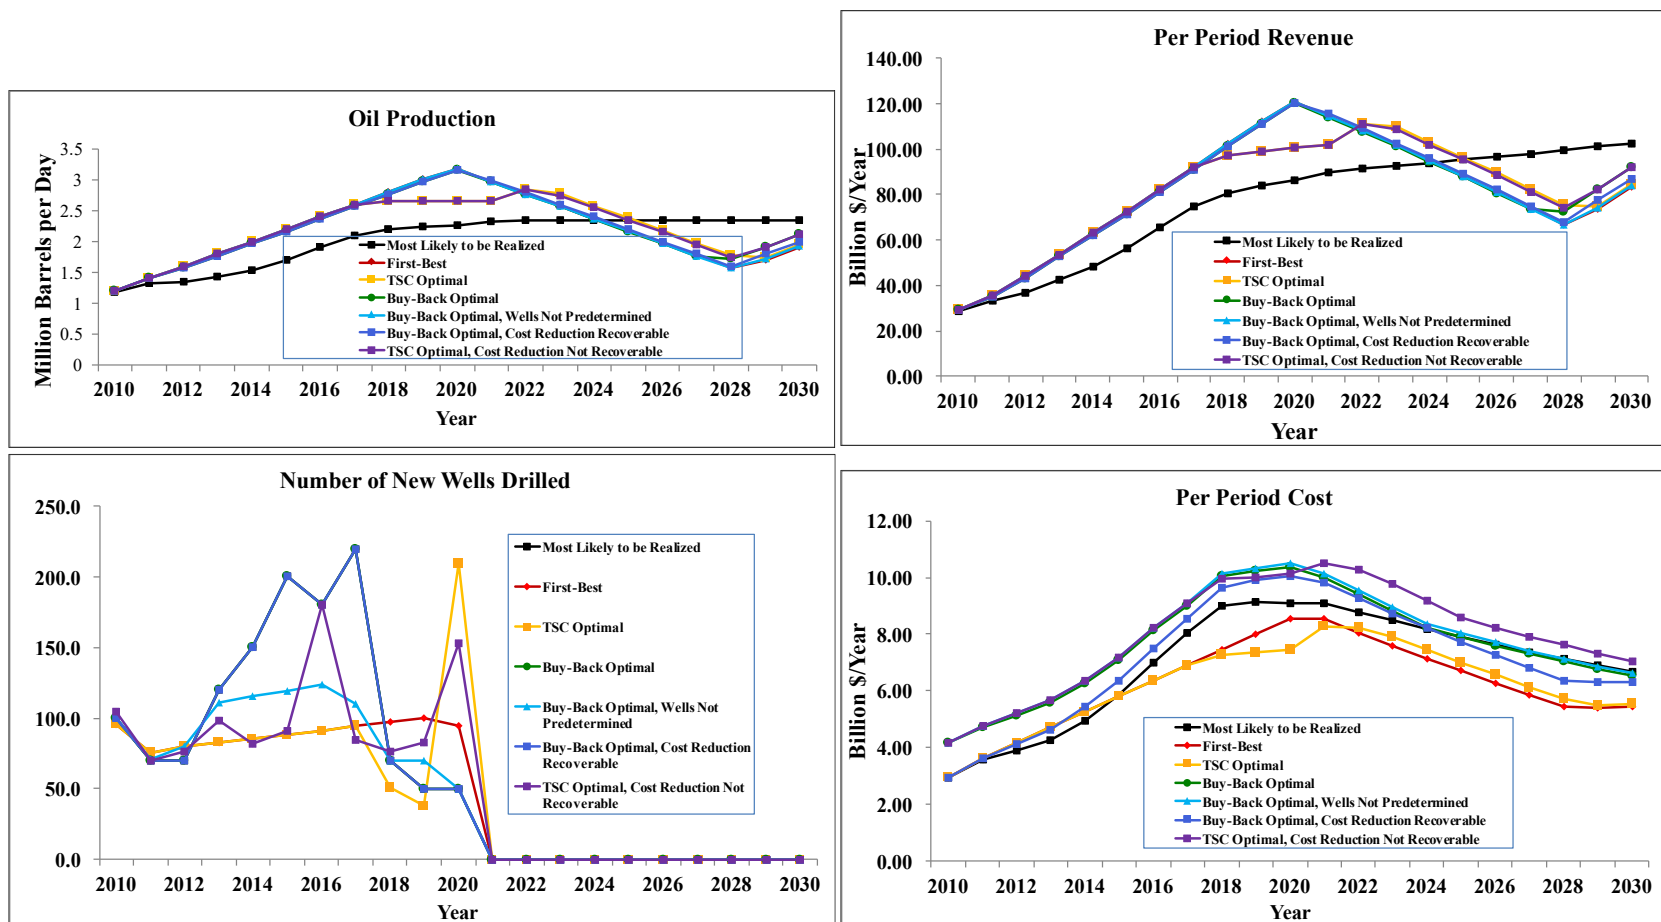 Oil Production
Million Barrels per Day
3.5
3
2.5
2
1.5
1
0.5
0
Most Likely to be Realized
First-Best
TSC Optimal
Buy-Back Optimal
Buy-Back Optimal, Wells Not Predetermined
Buy-Back Optimal, Cost Reduction Recoverable
TSC Optimal, Cost Reduction Not Recoverable
2010 2012 2014 2016 2018 2020 2022 2024 2026 2028 2030
Year
Per Period Revenue
Billion $/Year
140.00
120.00
100.00
80.00
60.00
40.00
20.00
0.00
Most Likely to be Realized
First-Best
TSC Optimal
Buy-Back Optimal
Buy-Back Optimal, Wells Not Predetermined
Buy-Back Optimal, Cost Reduction Recoverable
TSC Optimal, Cost Reduction Not Recoverable
2010 2012 2014 2016 2018 2020 2022 2024 2026 2028 2030
Year
Number of New Wells Drilled
250.0
200.0
150.0
100.0
50.0
0.0
Most Likely to be Realized
First-Best
TSC Optimal
Buy-Back Optimal
Buy-Back Optimal, Wells Not
Predetermined
Buy-Back Optimal, Cost Reduction
Recoverable
TSC Optimal, Cost Reduction Not
Recoverable
2010 2012 2014 2016 2018 2020 2022 2024 2026 2028 2030
Year
Per Period Cost
Billion $/Year
12.00
10.00
8.00
6.00
4.00
2.00
0.00
Most Likely to be Realized
First-Best
TSC Optimal
Buy-Back Optimal
Buy-Back Optimal, Wells Not Predetermined
Buy-Back Optimal, Cost Reduction Recoverable
TSC Optimal, Cost Reduction Not Recoverable
2010 2012 2014 2016 2018 2020 2022 2024 2026 2028 2030
Year